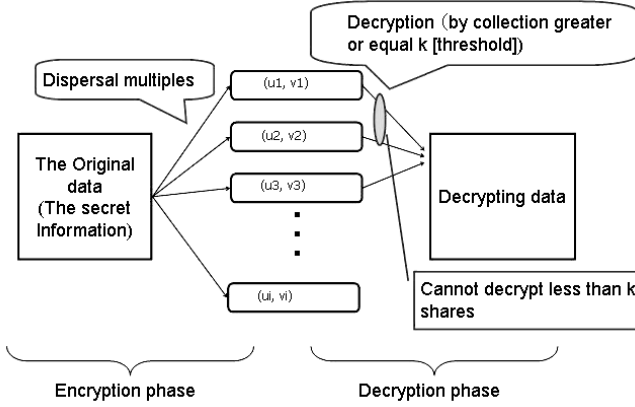 Decryption (by collection greater
or equal k [threshold])
Dispersal multiples
(u1, v1)
(u2, v2)
(u3, v3)
(ui, vi)
The Original
data
(The secret
Information)
Decrypting data
Cannot decrypt less than k
shares
Encryption phase
Decryption phase